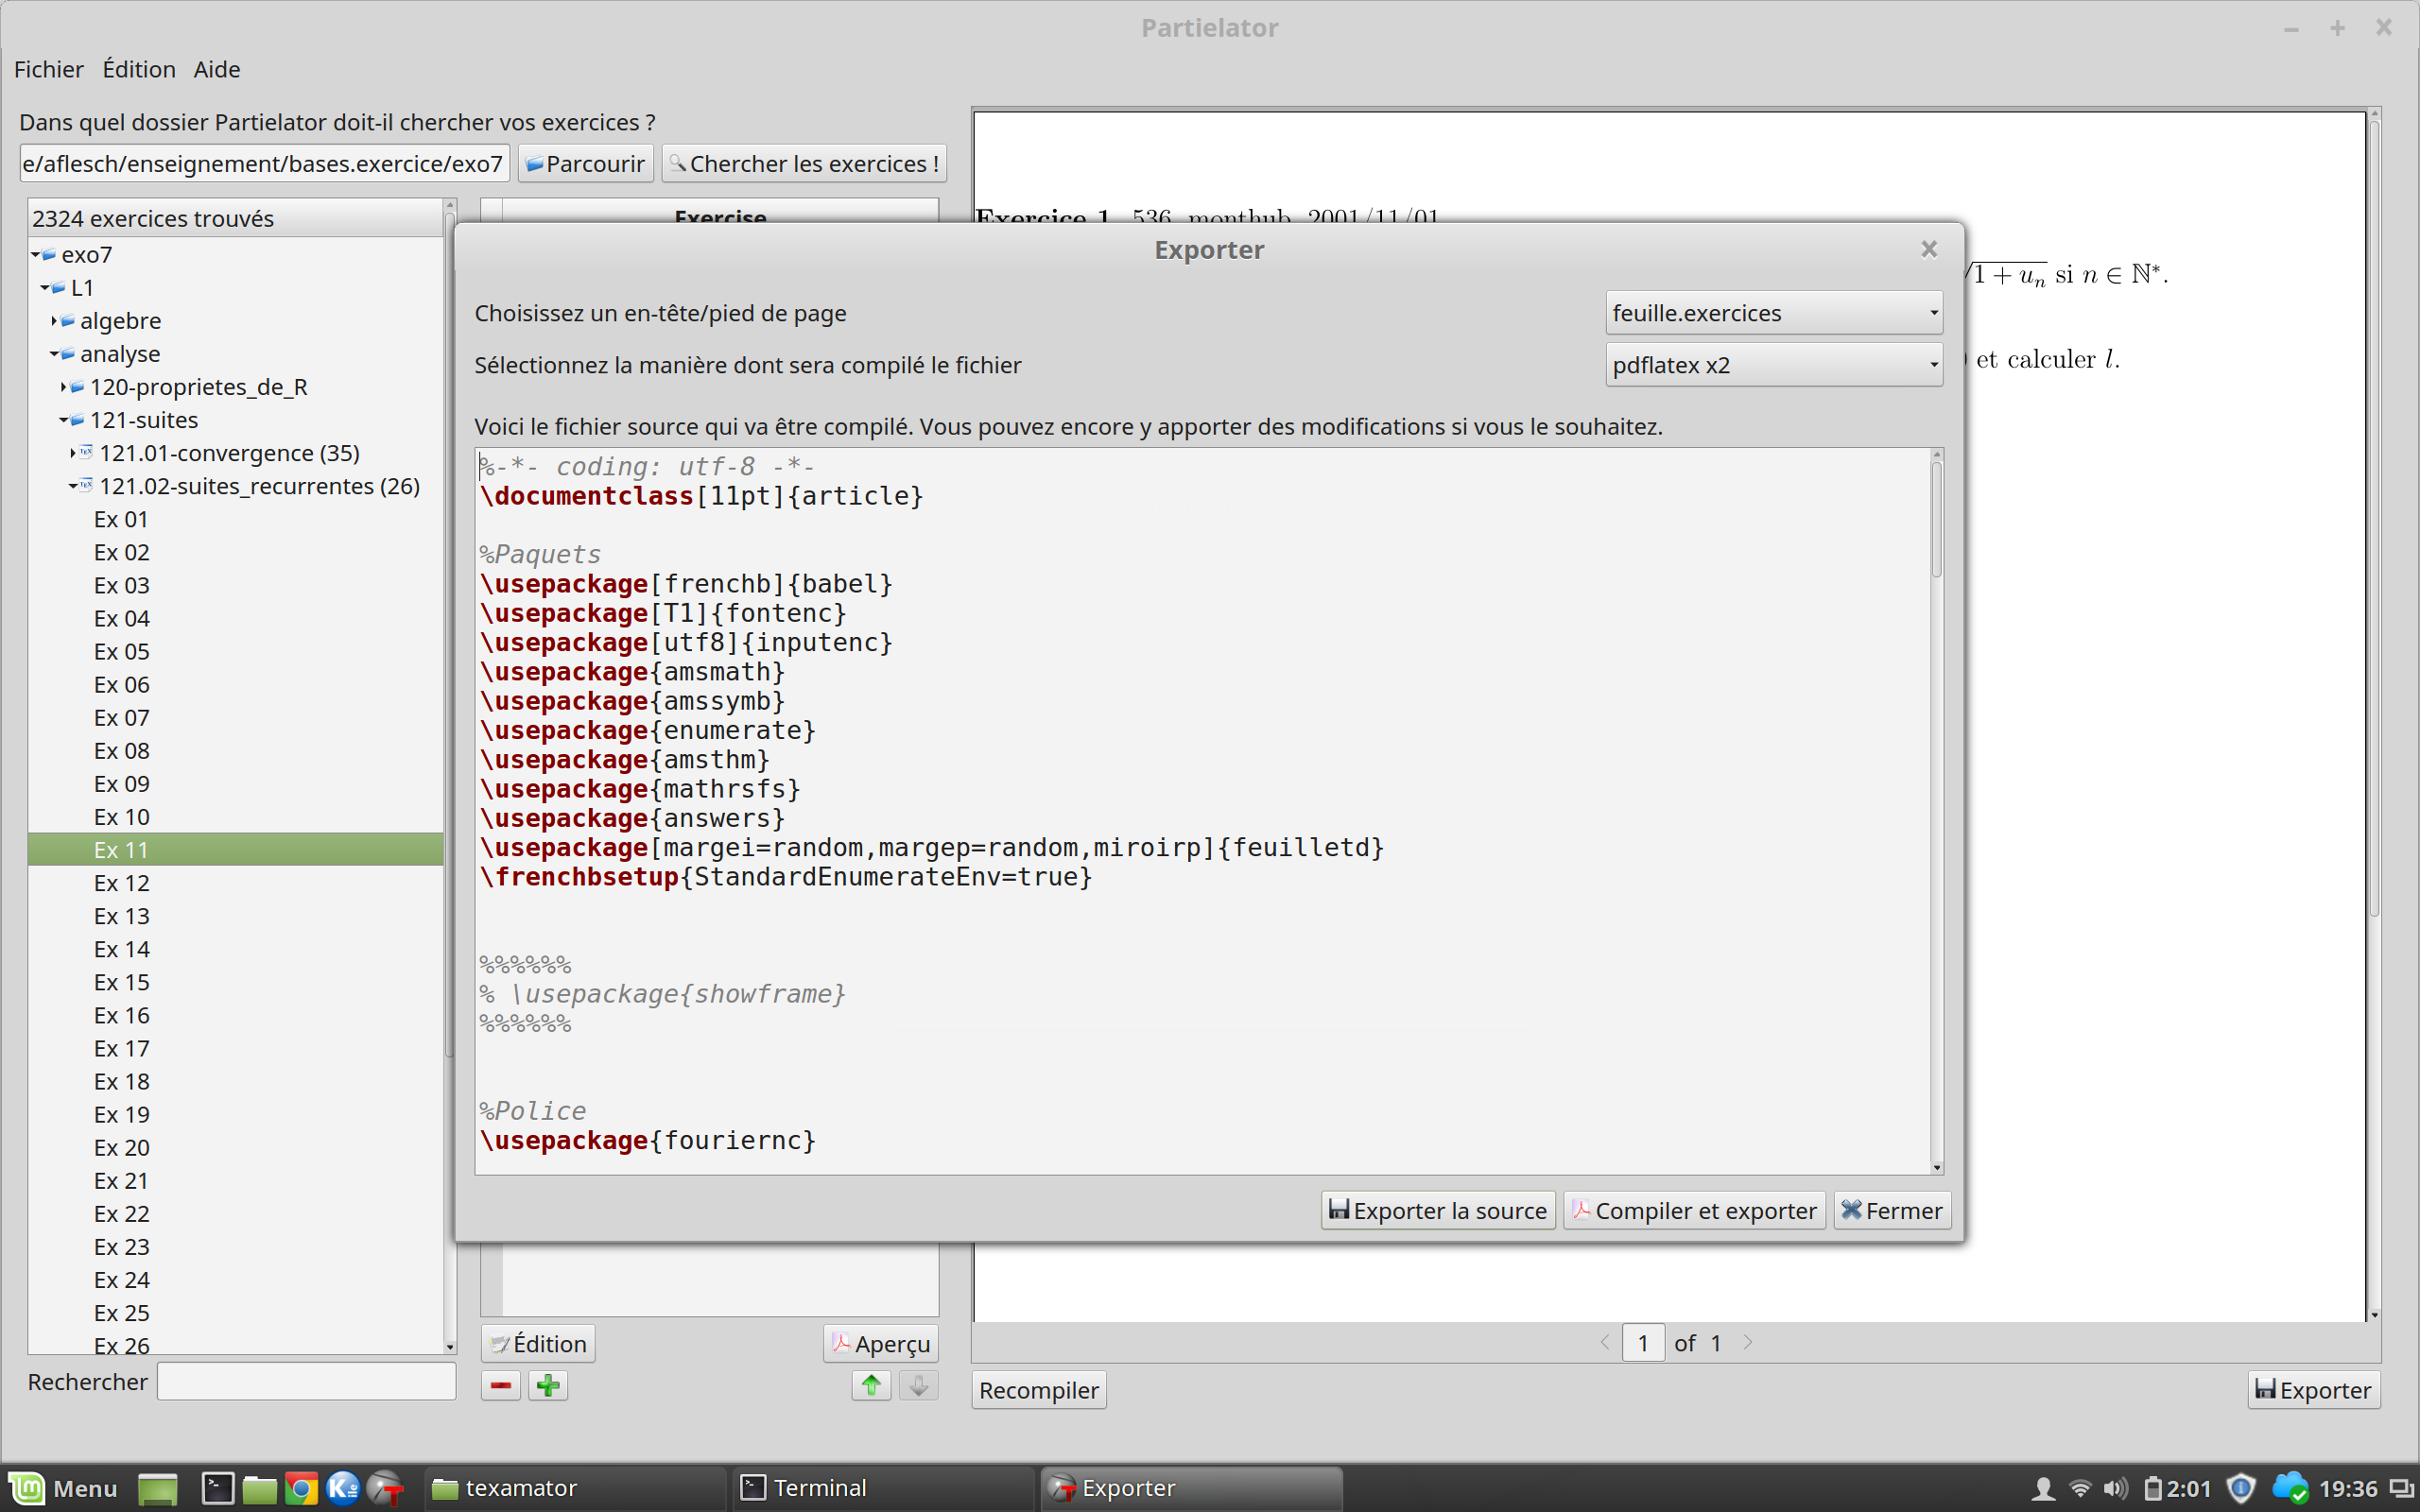 Partielator
Fichier Édition Aide
Dans quel dossier Partielator doit-il chercher vos exercices ?
e/aflesch/enseignement/bases.exercice/exo7 Parcourir Chercher les exercices !
2324 exercices trouvés
exo7
L1
algebre
analyse
120-proprietes_de_R
121-suites
121.01-convergence (35)
121.02-suites_recurrentes (26)
Ex 01
Ex 02
Ex 03
Ex 04
Ex 05
Ex 06
Ex 07
Ex 08
Ex 09
Ex 10
Ex 11
Ex 12
Ex 13
Ex 14
Ex 15
Ex 16
Ex 17
Ex 18
Ex 19
Ex 20
Ex 21
Ex 22
Ex 23
Ex 24
Ex 25
Ex 26
Rechercher
Exercise
Édition Aperçu
Exercice 1 536, monthub, 2001/11/01
√1 + uₙ si n ∈ ℕ*.
) et calculer l.
1 of 1
Recompiler Exporter
Exporter
Choisissez un en-tête/pied de page feuille.exercices
Sélectionnez la manière dont sera compilé le fichier pdflatex x2
Voici le fichier source qui va être compilé. Vous pouvez encore y apporter des modifications si vous le souhaitez.
%-*- coding: utf-8 -*-
\documentclass[11pt]{article}
%Paquets
\usepackage[frenchb]{babel}
\usepackage[T1]{fontenc}
\usepackage[utf8]{inputenc}
\usepackage{amsmath}
\usepackage{amssymb}
\usepackage{enumerate}
\usepackage{amsthm}
\usepackage{mathrsfs}
\usepackage{answers}
\usepackage[margei=random,margep=random,miroirp]{feuilletd}
\frenchbsetup{StandardEnumerateEnv=true}
%%%%%%
% \usepackage{showframe}
%%%%%%
%Police
\usepackage{fouriernc}
Exporter la source Compiler et exporter Fermer
Menu texamator Terminal Exporter 2:01 19:36